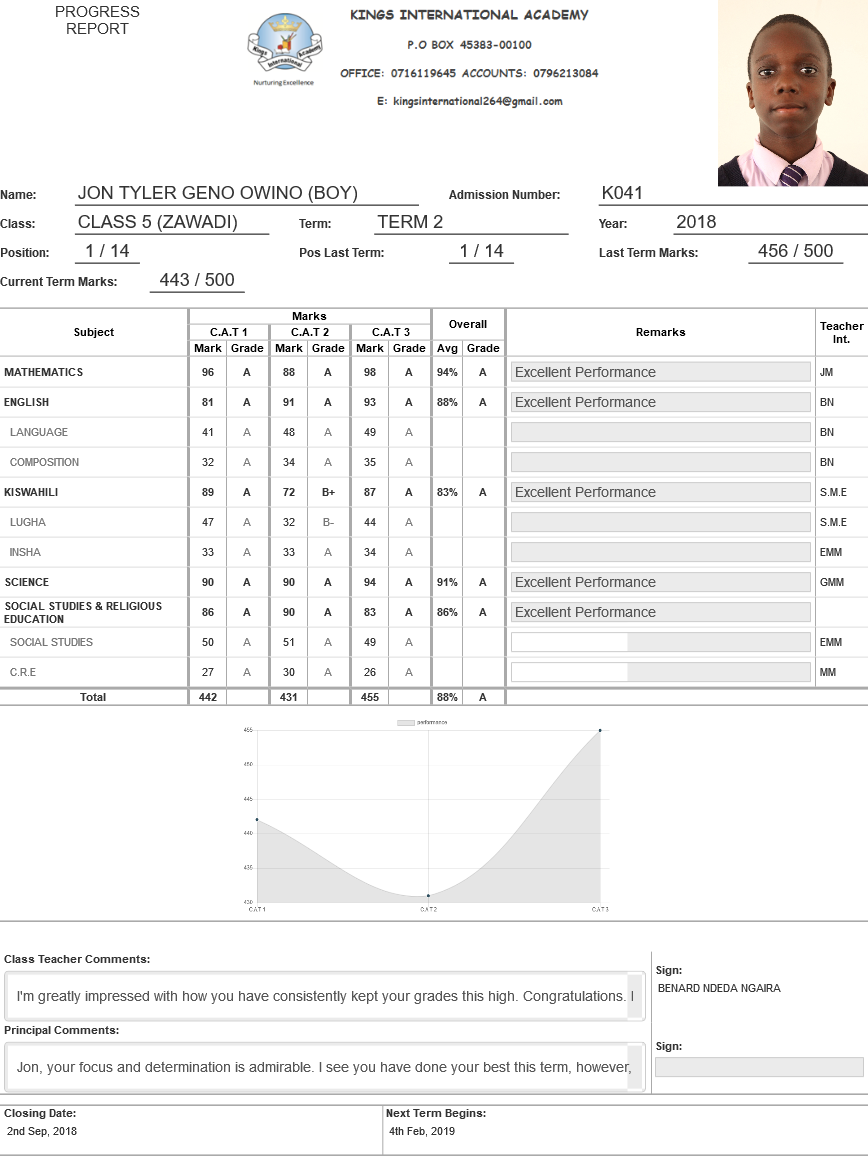 PROGRESS
REPORT
Kings International Academy
Nurturing Excellence
KINGS INTERNATIONAL ACADEMY
P.O BOX 45383-00100
OFFICE: 0716119645 ACCOUNTS: 0796213084
E: kingsinternational264@gmail.com
Name: JON TYLER GENO OWINO (BOY) Admission Number: K041
Class: CLASS 5 (ZAWADI) Term: TERM 2 Year: 2018
Position: 1 / 14 Pos Last Term: 1 / 14 Last Term Marks: 456 / 500
Current Term Marks: 443 / 500
Subject Marks Overall Remarks Teacher Int.
C.A.T 1 C.A.T 2 C.A.T 3
Mark Grade Mark Grade Mark Grade Avg Grade
MATHEMATICS 96 A 88 A 98 A 94% A Excellent Performance JM
ENGLISH 81 A 91 A 93 A 88% A Excellent Performance BN
LANGUAGE 41 A 48 A 49 A BN
COMPOSITION 32 A 34 A 35 A BN
KISWAHILI 89 A 72 B+ 87 A 83% A Excellent Performance S.M.E
LUGHA 47 A 32 B- 44 A S.M.E
INSHA 33 A 33 A 34 A EMM
SCIENCE 90 A 90 A 94 A 91% A Excellent Performance GMM
SOCIAL STUDIES & RELIGIOUS
EDUCATION 86 A 90 A 83 A 86% A Excellent Performance
SOCIAL STUDIES 50 A 51 A 49 A EMM
C.R.E 27 A 30 A 26 A MM
Total 442 431 455 88% A
performance
455
450
445
440
435
430
CAT1 CAT2 CAT3
Class Teacher Comments:
I'm greatly impressed with how you have consistently kept your grades this high. Congratulations. I
Sign:
BENARD NDEDA NGAIRA
Principal Comments:
Jon, your focus and determination is admirable. I see you have done your best this term, however,
Sign:
Closing Date: Next Term Begins:
2nd Sep, 2018 4th Feb, 2019